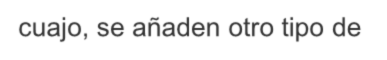 cuajo, se añaden otro tipo de